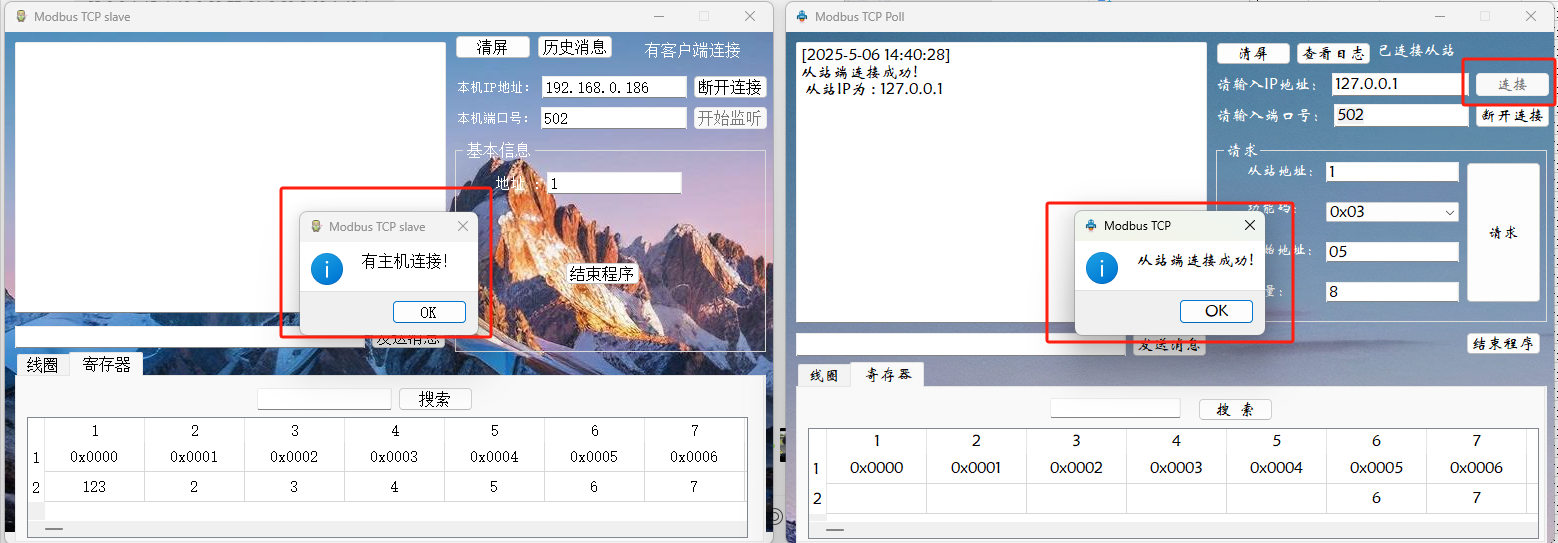 Modbus TCP slave
清屏
历史消息
有客户端连接
本机IP地址:
192.168.0.186
断开连接
本机端口号:
502
开始监听
基本信息
地址 :
1
Modbus TCP slave
有主机连接!
OK
结束程序
发送消息
线圈
寄存器
搜索
1 2 3 4 5 6 7
1 0x0000 0x0001 0x0002 0x0003 0x0004 0x0005 0x0006
2 123 2 3 4 5 6 7
Modbus TCP Poll
[2025-5-06 14:40:28]
从站端连接成功!
从站IP为 : 127.0.0.1
清屏
查看日志
已连接从站
请输入IP地址:
127.0.0.1
连接
请输入端口号:
502
断开连接
请求
从站地址:
1
功能码:
0x03
地址:
05
量:
8
请求
Modbus TCP
从站端连接成功!
OK
发送消息
结束程序
线圈
寄存器
搜 索
1 2 3 4 5 6 7
1 0x0000 0x0001 0x0002 0x0003 0x0004 0x0005 0x0006
2 6 7